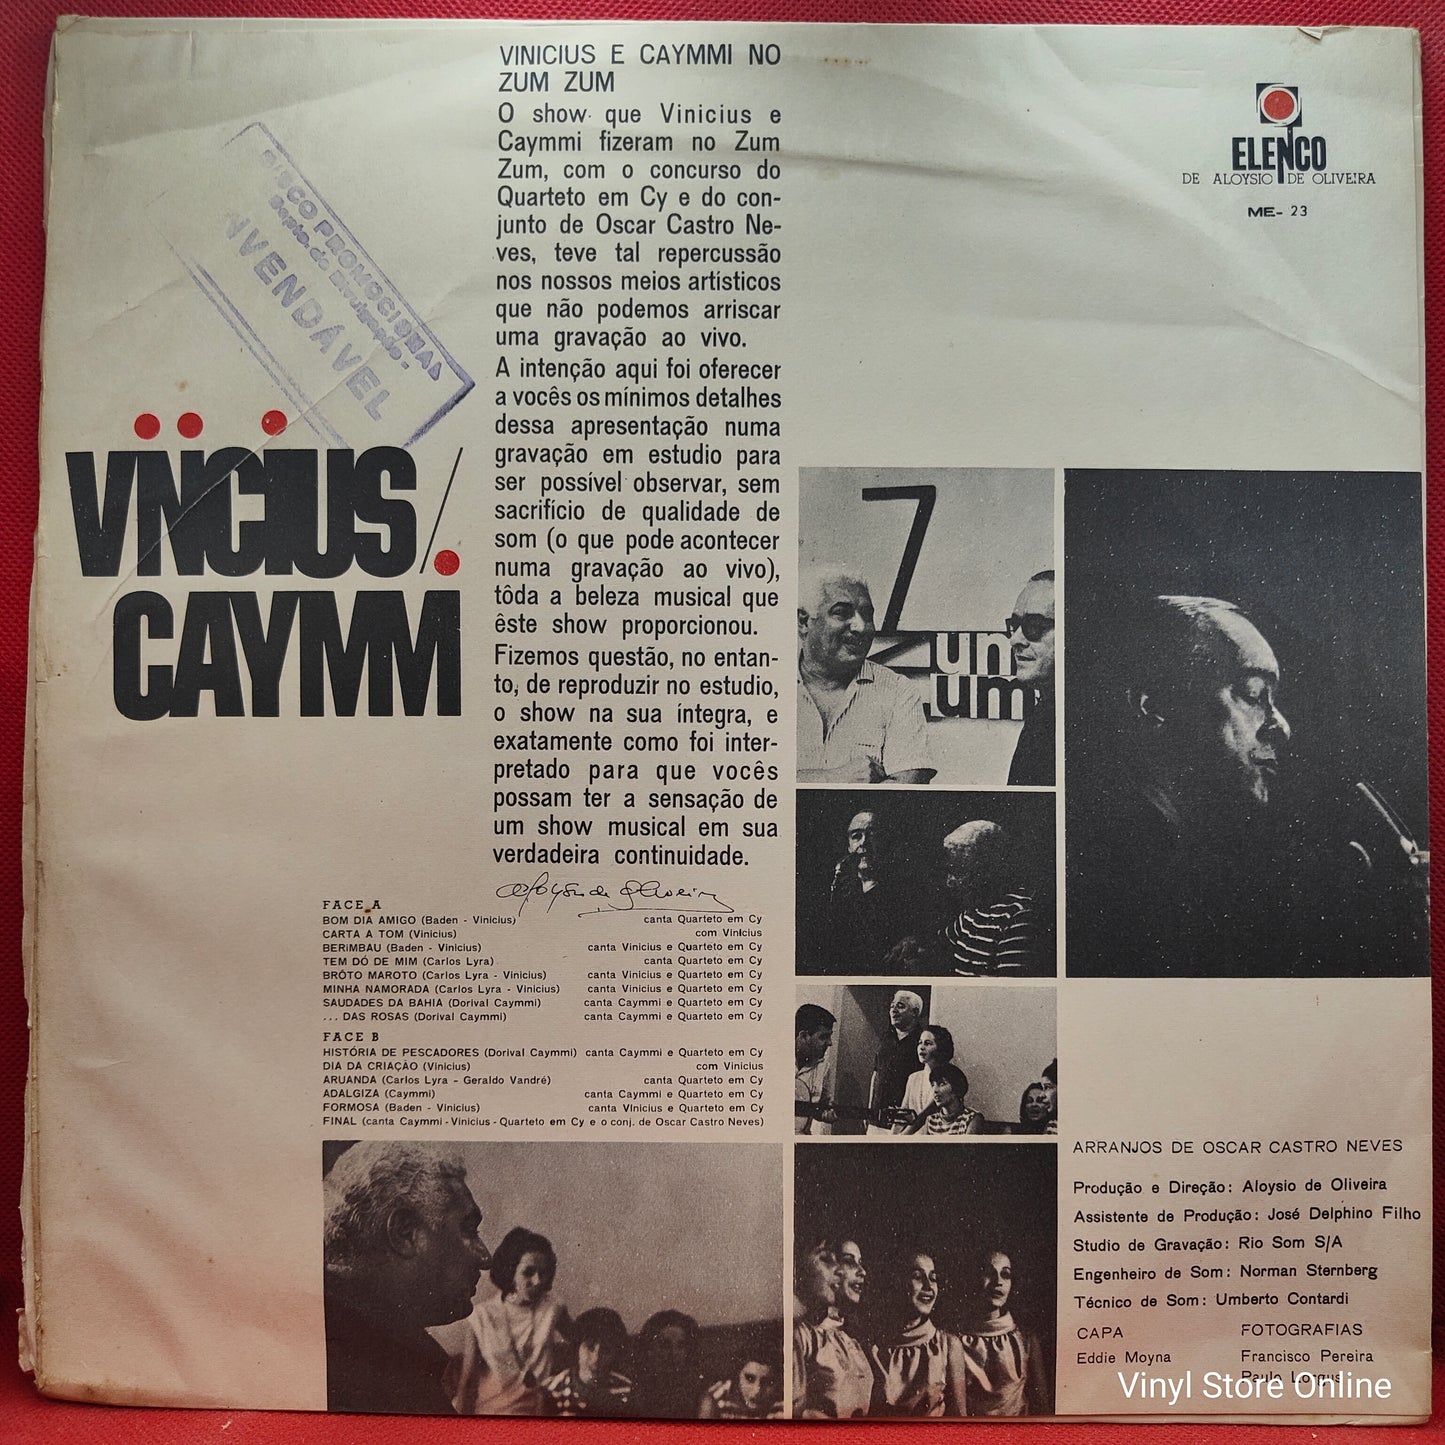 VINICIUS E CAYMMI NO
ZUM ZUM
O show que Vinicius e
Caymmi fizeram no Zum
Zum, com o concurso do
Quarteto em Cy e do con-
junto de Oscar Castro Ne-
ves, teve tal repercussão
nos nossos meios artísticos
que não podemos arriscar
uma gravação ao vivo.
A intenção aqui foi oferecer
a vocês os mínimos detalhes
dessa apresentação numa
gravação em estudio para
ser possível observar, sem
sacrifício de qualidade de
som (o que pode acontecer
numa gravação ao vivo),
tôda a beleza musical que
êste show proporcionou.
Fizemos questão, no entan-
to, de reproduzir no estudio,
o show na sua íntegra, e
exatamente como foi inter-
pretado para que vocês
possam ter a sensação de
um show musical em sua
verdadeira continuidade.
Aloysio de Oliveira
ELENCO
DE ALOYSIO DE OLIVEIRA
ME- 23
DISCO PROMOCIONAL
Depto. de Divulgação -
INVENDÁVEL
VINICIUS/
CAYMMI
Zum
um
FACE A
BOM DIA AMIGO (Baden - Vinicius) canta Quarteto em Cy
CARTA A TOM (Vinicius) com Vinicius
BERIMBAU (Baden - Vinicius) canta Vinicius e Quarteto em Cy
TEM DÓ DE MIM (Carlos Lyra) canta Quarteto em Cy
BRÔTO MAROTO (Carlos Lyra - Vinicius) canta Vinicius e Quarteto em Cy
MINHA NAMORADA (Carlos Lyra - Vinicius) canta Vinicius e Quarteto em Cy
SAUDADES DA BAHIA (Dorival Caymmi) canta Caymmi e Quarteto em Cy
... DAS ROSAS (Dorival Caymmi) canta Caymmi e Quarteto em Cy
FACE B
HISTÓRIA DE PESCADORES (Dorival Caymmi) canta Caymmi e Quarteto em Cy
DIA DA CRIAÇÃO (Vinicius) com Vinicius
ARUANDA (Carlos Lyra - Geraldo Vandré) canta Quarteto em Cy
ADALGIZA (Caymmi) canta Caymmi e Quarteto em Cy
FORMOSA (Baden - Vinicius) canta Vinicius e Quarteto em Cy
FINAL (canta Caymmi - Vinicius - Quarteto em Cy e o conj. de Oscar Castro Neves)
ARRANJOS DE OSCAR CASTRO NEVES
Produção e Direção: Aloysio de Oliveira
Assistente de Produção: José Delphino Filho
Studio de Gravação: Rio Som S/A
Engenheiro de Som: Norman Sternberg
Técnico de Som: Umberto Contardi
CAPA FOTOGRAFIAS
Eddie Moyna Francisco Pereira
Paulo
Vinyl Store Online